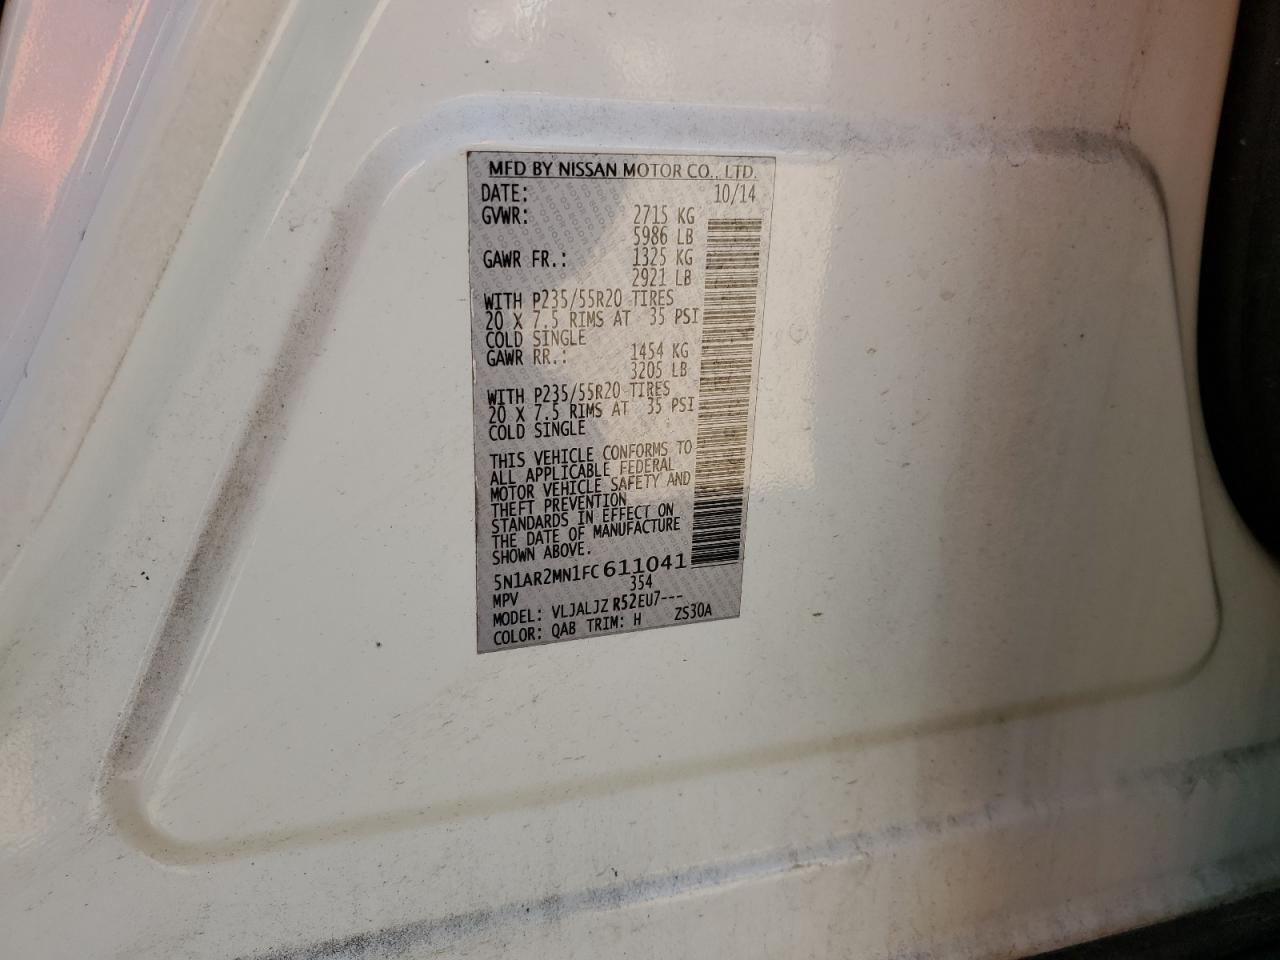 MFD BY NISSAN MOTOR CO., LTD.
DATE: 10/14
GVWR: 2715 KG
5986 LB
GAWR FR.: 1325 KG
2921 LB
WITH P235/55R20 TIRES
20 X 7.5 RIMS AT 35 PSI
COLD SINGLE
GAWR RR.: 1454 KG
3205 LB
WITH P235/55R20 TIRES
20 X 7.5 RIMS AT 35 PSI
COLD SINGLE
THIS VEHICLE CONFORMS TO
ALL APPLICABLE FEDERAL
MOTOR VEHICLE SAFETY AND
THEFT PREVENTION
STANDARDS IN EFFECT ON
THE DATE OF MANUFACTURE
SHOWN ABOVE.
5N1AR2MN1FC611041
MPV 354
MODEL: VLJALJZ R52EU7---
COLOR: QAB TRIM: H ZS30A